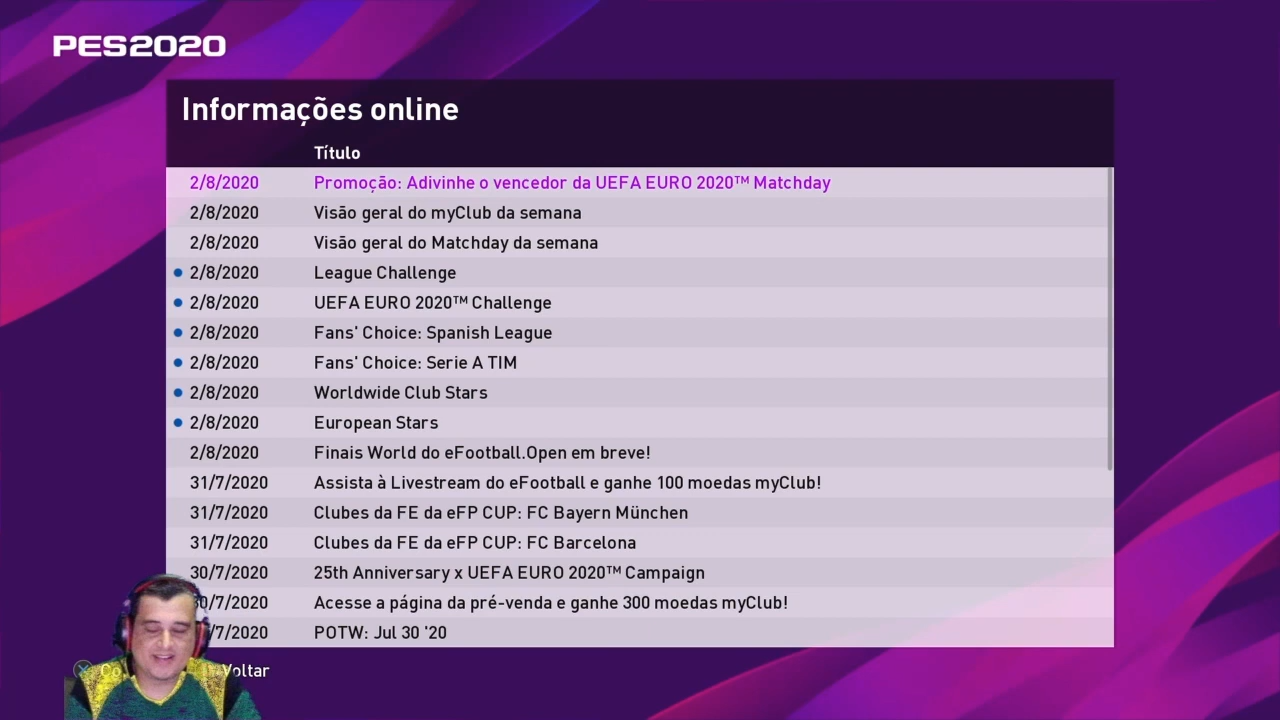 PES2020
Informações online
Título
2/8/2020 Promoção: Adivinhe o vencedor da UEFA EURO 2020™ Matchday
2/8/2020 Visão geral do myClub da semana
2/8/2020 Visão geral do Matchday da semana
2/8/2020 League Challenge
2/8/2020 UEFA EURO 2020™ Challenge
2/8/2020 Fans' Choice: Spanish League
2/8/2020 Fans' Choice: Serie A TIM
2/8/2020 Worldwide Club Stars
2/8/2020 European Stars
2/8/2020 Finais World do eFootball.Open em breve!
31/7/2020 Assista à Livestream do eFootball e ganhe 100 moedas myClub!
31/7/2020 Clubes da FE da eFP CUP: FC Bayern München
31/7/2020 Clubes da FE da eFP CUP: FC Barcelona
30/7/2020 25th Anniversary x UEFA EURO 2020™ Campaign
0/7/2020 Acesse a página da pré-venda e ganhe 300 moedas myClub!
/7/2020 POTW: Jul 30 '20
Voltar